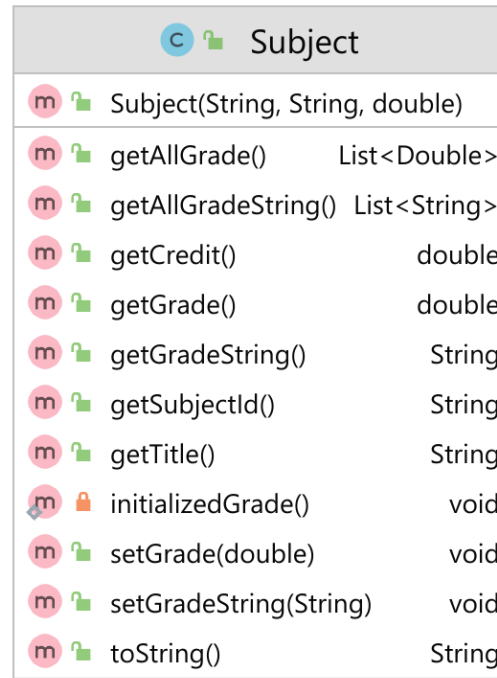 C Subject
m Subject(String, String, double)
m getAllGrade() List<Double>
m getAllGradeString() List<String>
m getCredit() double
m getGrade() double
m getGradeString() String
m getSubjectId() String
m getTitle() String
m initializedGrade() void
m setGrade(double) void
m setGradeString(String) void
m toString() String